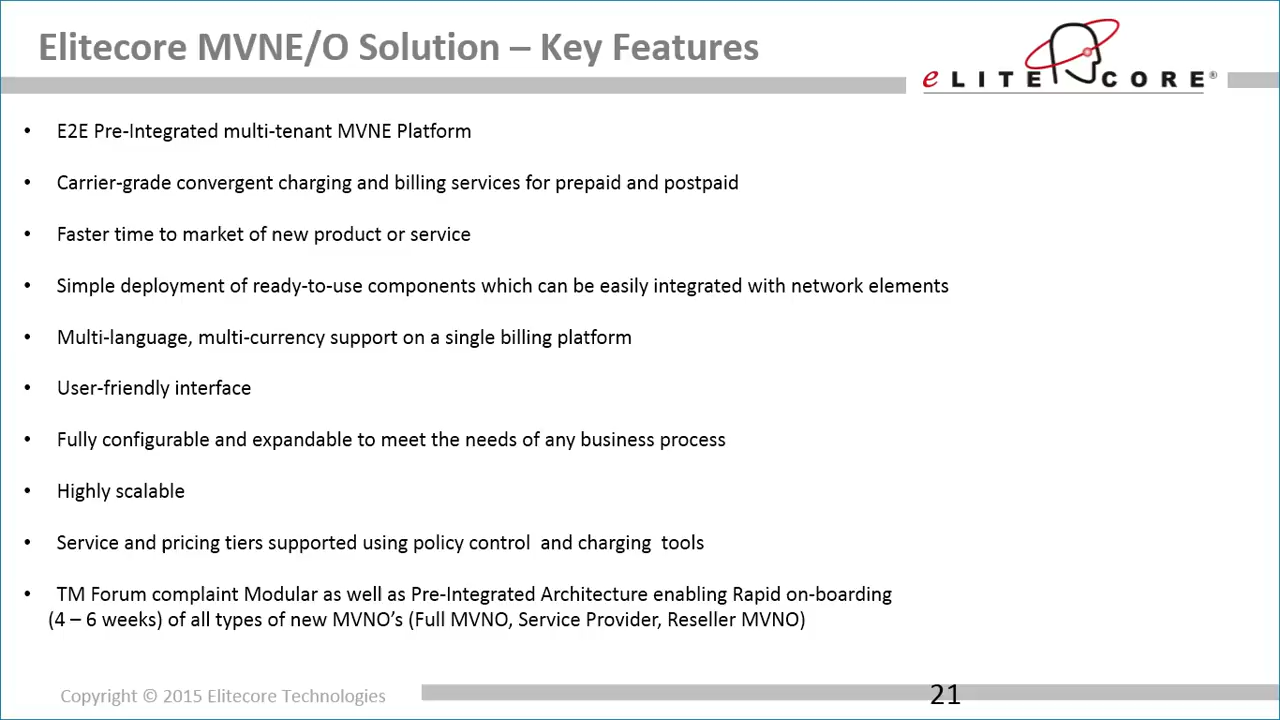 Elitecore MVNE/O Solution – Key Features
eLITECORE®
• E2E Pre-Integrated multi-tenant MVNE Platform
• Carrier-grade convergent charging and billing services for prepaid and postpaid
• Faster time to market of new product or service
• Simple deployment of ready-to-use components which can be easily integrated with network elements
• Multi-language, multi-currency support on a single billing platform
• User-friendly interface
• Fully configurable and expandable to meet the needs of any business process
• Highly scalable
• Service and pricing tiers supported using policy control  and charging  tools
• TM Forum complaint Modular as well as Pre-Integrated Architecture enabling Rapid on-boarding
(4 – 6 weeks) of all types of new MVNO’s (Full MVNO, Service Provider, Reseller MVNO)
Copyright © 2015 Elitecore Technologies
21